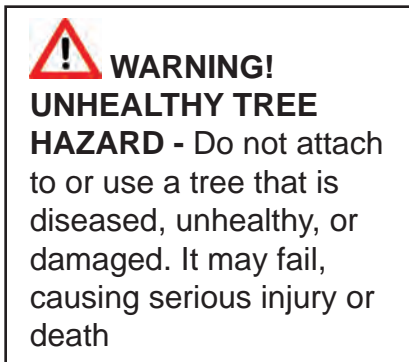 WARNING!
UNHEALTHY TREE
HAZARD - Do not attach
to or use a tree that is
diseased, unhealthy, or
damaged. It may fail,
causing serious injury or
death